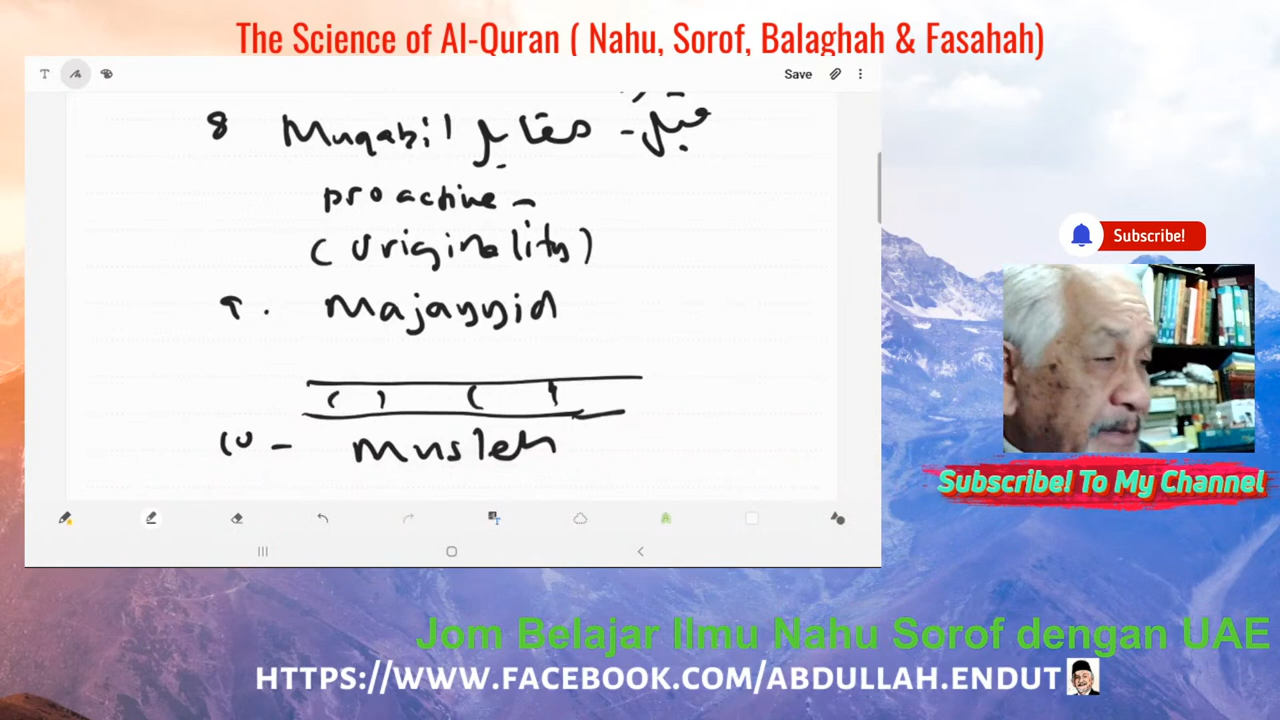 The Science of Al-Quran ( Nahu, Sorof, Balaghah & Fasahah)
T
Save
8 Muqabil مقابل - قبل
proactive -
(originality)
9. Majayyid
10 - Musleh
Subscribe!
Subscribe! To My Channel
Jom Belajar Ilmu Nahu Sorof dengan UAE
HTTPS://WWW.FACEBOOK.COM/ABDULLAH.ENDUT